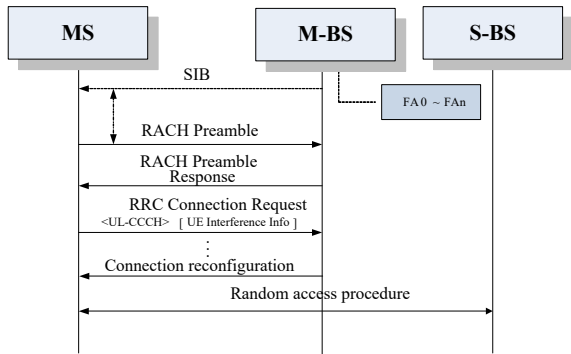 MS
M-BS
S-BS
SIB
FA0 ~ FAn
RACH Preamble
RACH Preamble
Response
RRC Connection Request
<UL-CCCH> [ UE Interference Info ]
Connection reconfiguration
Random access procedure